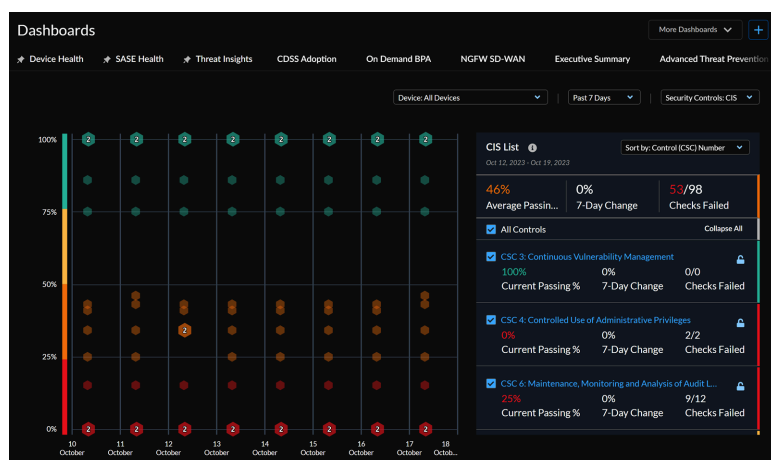 Dashboards
More Dashboards
+
Device Health SASE Health Threat Insights CDSS Adoption On Demand BPA NGFW SD-WAN Executive Summary Advanced Threat Prevention
Device: All Devices Past 7 Days Security Controls: CIS
100%
2 2 2 2 2 2 2 2
75%
50%
2
25%
0%
2 2 2 2 2 2 2 2
10 11 12 13 14 15 16 17 18
October October October October October October October October Octob...
CIS List
Sort by: Control (CSC) Number
Oct 12, 2023 - Oct 19, 2023
46% 0% 53/98
Average Passin... 7-Day Change Checks Failed
All Controls Collapse All
CSC 3: Continuous Vulnerability Management
100% 0% 0/0
Current Passing % 7-Day Change Checks Failed
CSC 4: Controlled Use of Administrative Privileges
0% 0% 2/2
Current Passing % 7-Day Change Checks Failed
CSC 6: Maintenance, Monitoring and Analysis of Audit L...
25% 0% 9/12
Current Passing % 7-Day Change Checks Failed